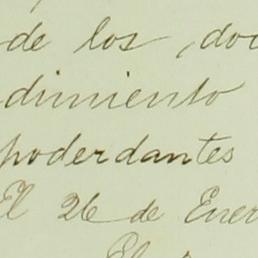 de los doc
dimiento
poderdantes
El 26 de Ener